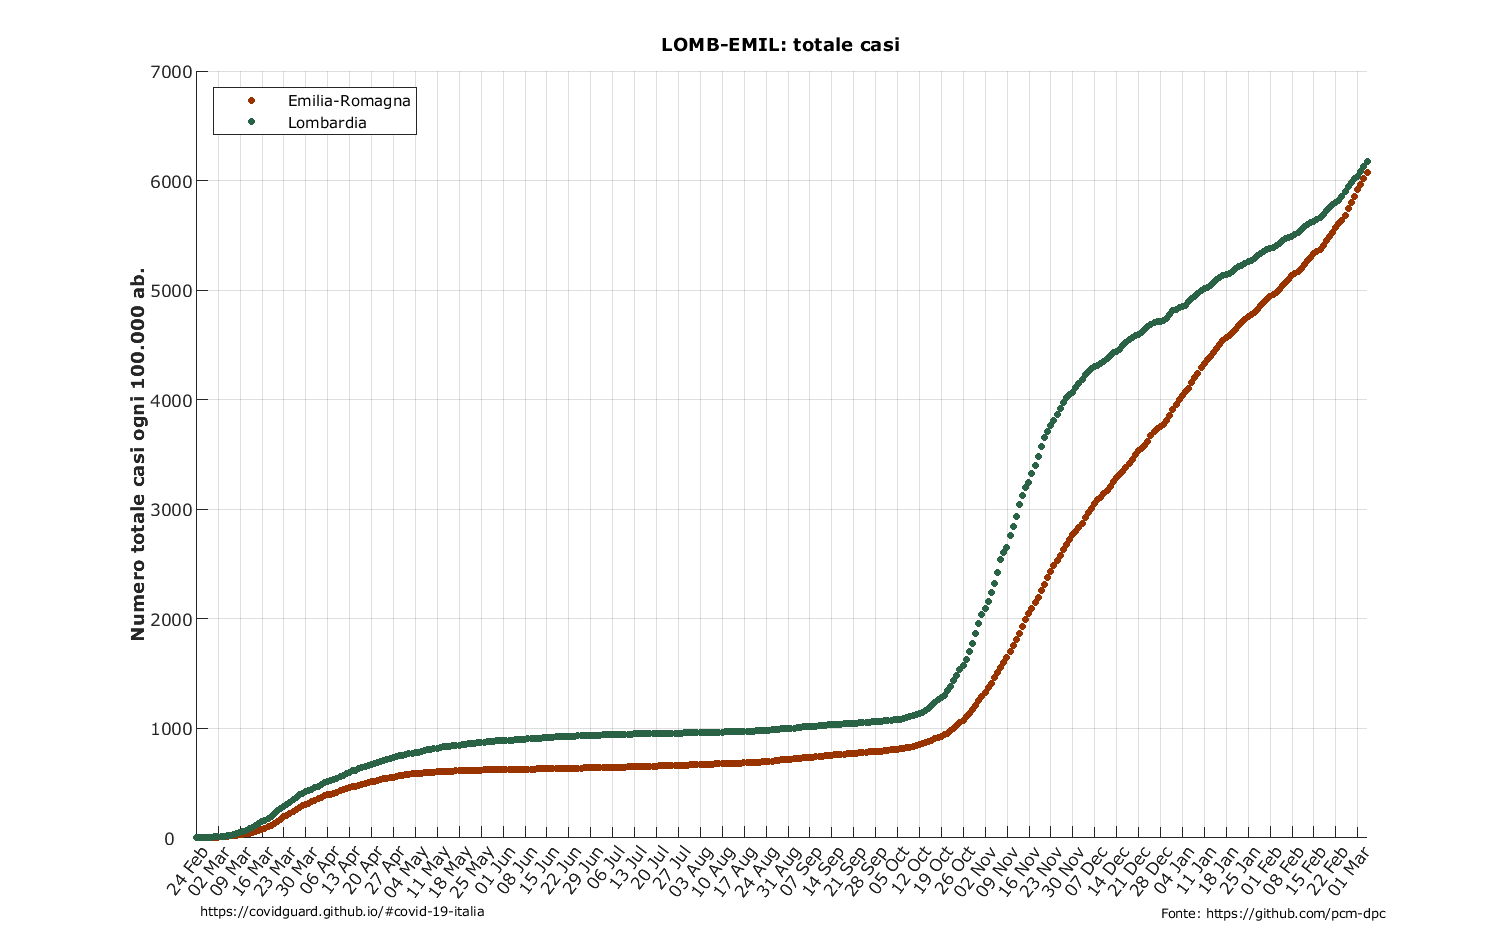 LOMB-EMIL: totale casi
Numero totale casi ogni 100.000 ab.
7000
6000
5000
4000
3000
2000
1000
0
Emilia-Romagna
Lombardia
24 Feb
02 Mar
09 Mar
16 Mar
23 Mar
30 Mar
06 Apr
13 Apr
20 Apr
27 Apr
04 May
11 May
18 May
25 May
01 Jun
08 Jun
15 Jun
22 Jun
29 Jun
06 Jul
13 Jul
20 Jul
27 Jul
03 Aug
10 Aug
17 Aug
24 Aug
31 Aug
07 Sep
14 Sep
21 Sep
28 Sep
05 Oct
12 Oct
19 Oct
26 Oct
02 Nov
09 Nov
16 Nov
23 Nov
30 Nov
07 Dec
14 Dec
21 Dec
28 Dec
04 Jan
11 Jan
18 Jan
25 Jan
01 Feb
08 Feb
15 Feb
22 Feb
01 Mar
https://covidguard.github.io/#covid-19-italia
Fonte: https://github.com/pcm-dpc